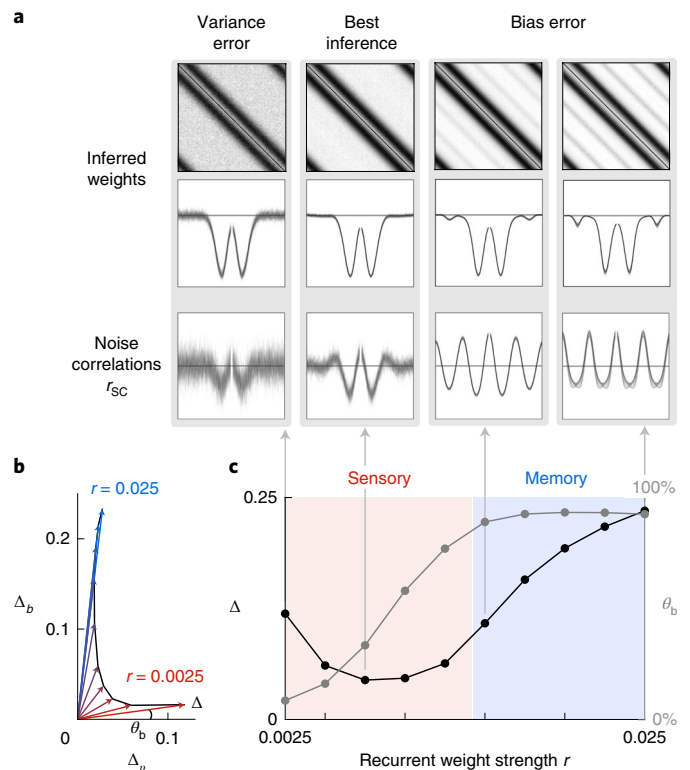 a
Variance
error
Best
inference
Bias error
Inferred
weights
Noise
correlations
r_SC
b
r = 0.025
0.2
Δ_b
0.1
r = 0.0025
Δ
θ_b
0
0.1
Δ_ν
c
Sensory
Memory
100%
0.25
Δ
θ_b
0
0%
0.0025
0.025
Recurrent weight strength r